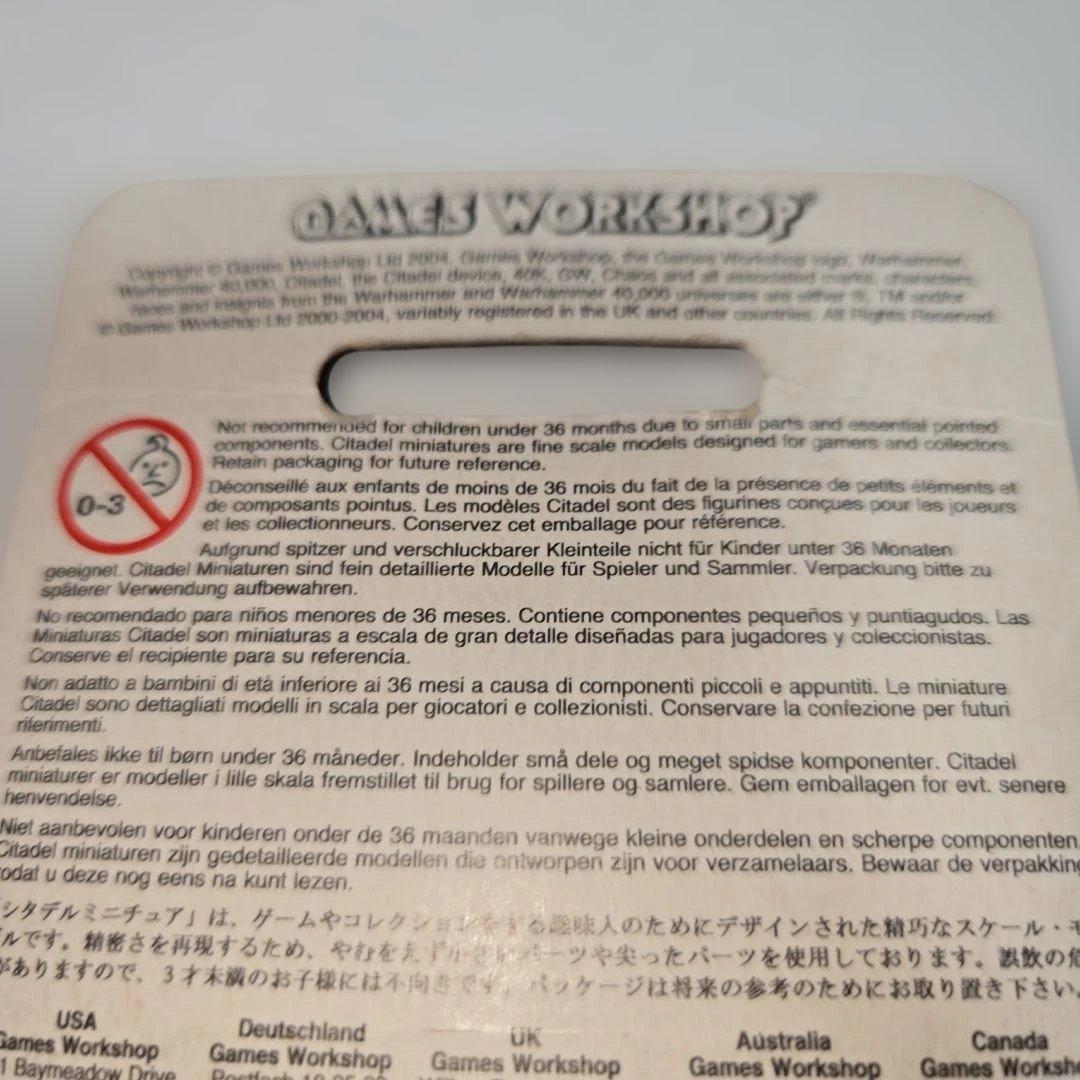 GAMES WORKSHOP
Copyright © Games Workshop Ltd 2004. Games Workshop, the Games Workshop logo, Warhammer,
Warhammer 40,000, Citadel, the Citadel device, 40K, GW, Chaos and all associated marks, characters,
races and insignia from the Warhammer and Warhammer 40,000 universes are either ®, TM and/or
© Games Workshop Ltd 2000-2004, variably registered in the UK and other countries. All Rights Reserved.
0-3
Not recommended for children under 36 months due to small parts and essential pointed
components. Citadel miniatures are fine scale models designed for gamers and collectors.
Retain packaging for future reference.
Déconseillé aux enfants de moins de 36 mois du fait de la présence de petits éléments et
de composants pointus. Les modèles Citadel sont des figurines conçues pour les joueurs
et les collectionneurs. Conservez cet emballage pour référence.
Aufgrund spitzer und verschluckbarer Kleinteile nicht für Kinder unter 36 Monaten
geeignet. Citadel Miniaturen sind fein detaillierte Modelle für Spieler und Sammler. Verpackung bitte zu
späterer Verwendung aufbewahren.
No recomendado para niños menores de 36 meses. Contiene componentes pequeños y puntiagudos. Las
Miniaturas Citadel son miniaturas a escala de gran detalle diseñadas para jugadores y coleccionistas.
Conserve el recipiente para su referencia.
Non adatto a bambini di età inferiore ai 36 mesi a causa di componenti piccoli e appuntiti. Le miniature
Citadel sono dettagliati modelli in scala per giocatori e collezionisti. Conservare la confezione per futuri
riferimenti.
Anbefales ikke til børn under 36 måneder. Indeholder små dele og meget spidse komponenter. Citadel
miniaturer er modeller i lille skala fremstillet til brug for spillere og samlere. Gem emballagen for evt. senere
henvendelse.
Niet aanbevolen voor kinderen onder de 36 maanden vanwege kleine onderdelen en scherpe componenten.
Citadel miniaturen zijn gedetailleerde modellen die ontworpen zijn voor verzamelaars. Bewaar de verpakking
zodat u deze nog eens na kunt lezen.
「シタデルミニチュア」は、ゲームやコレクションをする趣味人のためにデザインされた精巧なスケール・モ
ルです。精密さを再現するため、やむをえず小さいパーツや尖ったパーツを使用しております。誤飲の危
がありますので、３才未満のお子様には不向きです。パッケージは将来の参考のためにお取り置き下さい。
USA Deutschland UK Australia Canada
Games Workshop Games Workshop Games Workshop Games Workshop Games Worksho
1 Baymeadow Drive Postfach